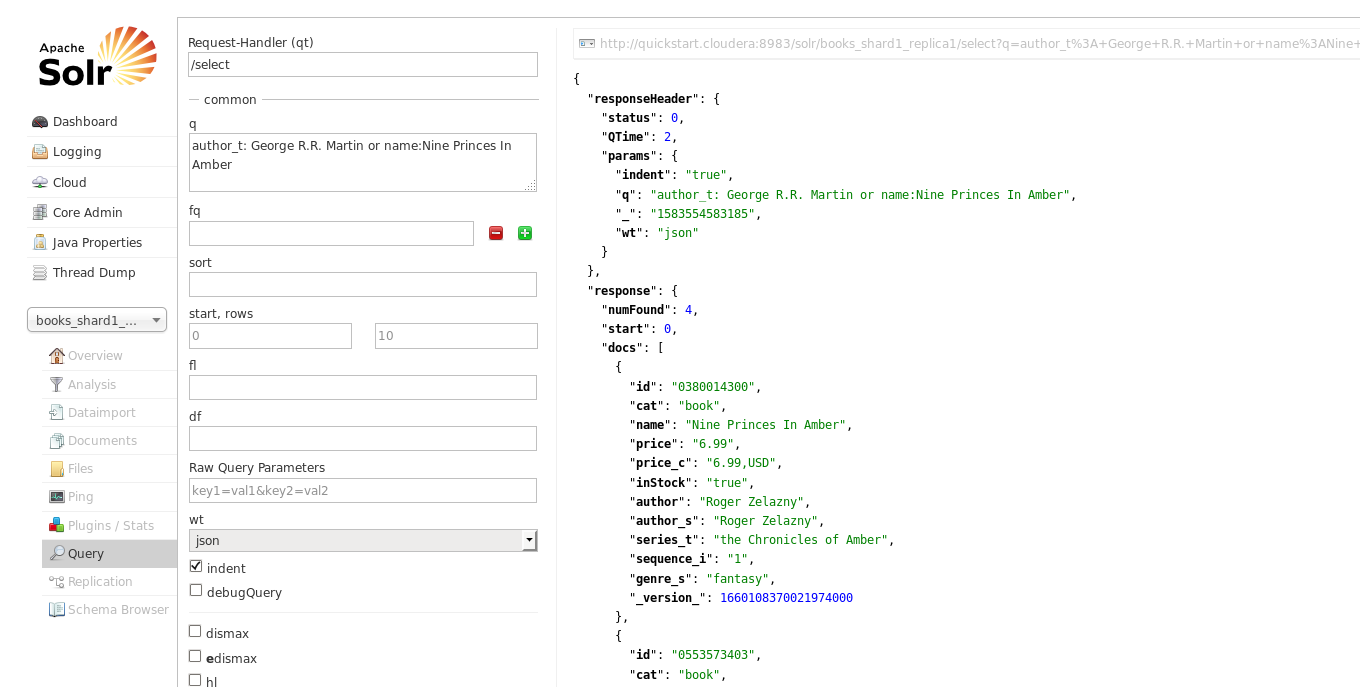 Apache
Solr
Dashboard
Logging
Cloud
Core Admin
Java Properties
Thread Dump
books_shard1_...
Overview
Analysis
Dataimport
Documents
Files
Ping
Plugins / Stats
Query
Replication
Schema Browser
Request-Handler (qt)
/select
common
q
author_t: George R.R. Martin or name:Nine Princes In
Amber
fq
sort
start, rows
0 10
fl
df
Raw Query Parameters
key1=val1&key2=val2
wt
json
indent
debugQuery
dismax
edismax
hl
http://quickstart.cloudera:8983/solr/books_shard1_replica1/select?q=author_t%3A+George+R.R.+Martin+or+name%3ANine+
{
"responseHeader": {
"status": 0,
"QTime": 2,
"params": {
"indent": "true",
"q": "author_t: George R.R. Martin or name:Nine Princes In Amber",
"_": "1583554583185",
"wt": "json"
}
},
"response": {
"numFound": 4,
"start": 0,
"docs": [
{
"id": "0380014300",
"cat": "book",
"name": "Nine Princes In Amber",
"price": "6.99",
"price_c": "6.99,USD",
"inStock": "true",
"author": "Roger Zelazny",
"author_s": "Roger Zelazny",
"series_t": "the Chronicles of Amber",
"sequence_i": "1",
"genre_s": "fantasy",
"_version_": 1660108370021974000
},
{
"id": "0553573403",
"cat": "book",